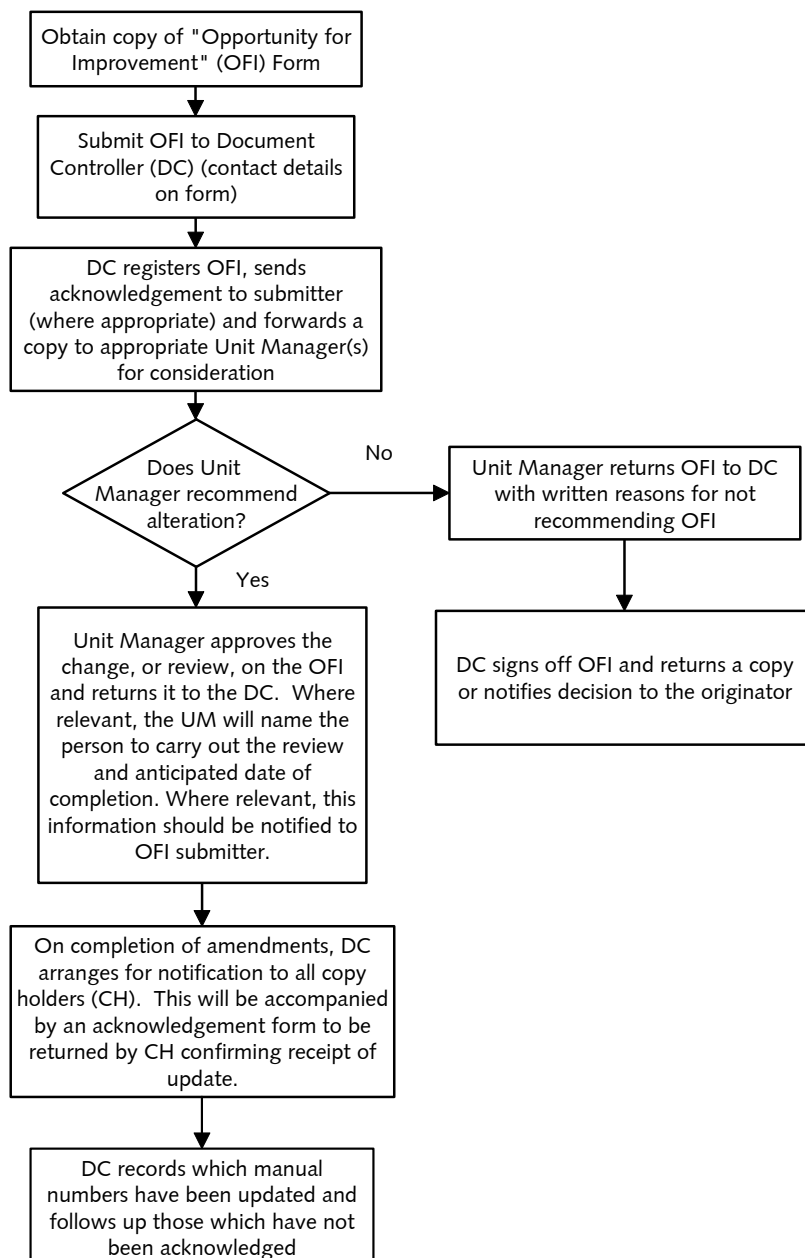 Obtain copy of "Opportunity for
Improvement" (OFI) Form
Submit OFI to Document
Controller (DC) (contact details
on form)
DC registers OFI, sends
acknowledgement to submitter
(where appropriate) and forwards a
copy to appropriate Unit Manager(s)
for consideration
Does Unit
Manager recommend
alteration?
No
Unit Manager returns OFI to DC
with written reasons for not
recommending OFI
DC signs off OFI and returns a copy
or notifies decision to the originator
Yes
Unit Manager approves the
change, or review, on the OFI
and returns it to the DC.  Where
relevant, the UM will name the
person to carry out the review
and anticipated date of
completion. Where relevant, this
information should be notified to
OFI submitter.
On completion of amendments, DC
arranges for notification to all copy
holders (CH).  This will be accompanied
by an acknowledgement form to be
returned by CH confirming receipt of
update.
DC records which manual
numbers have been updated and
follows up those which have not
been acknowledged